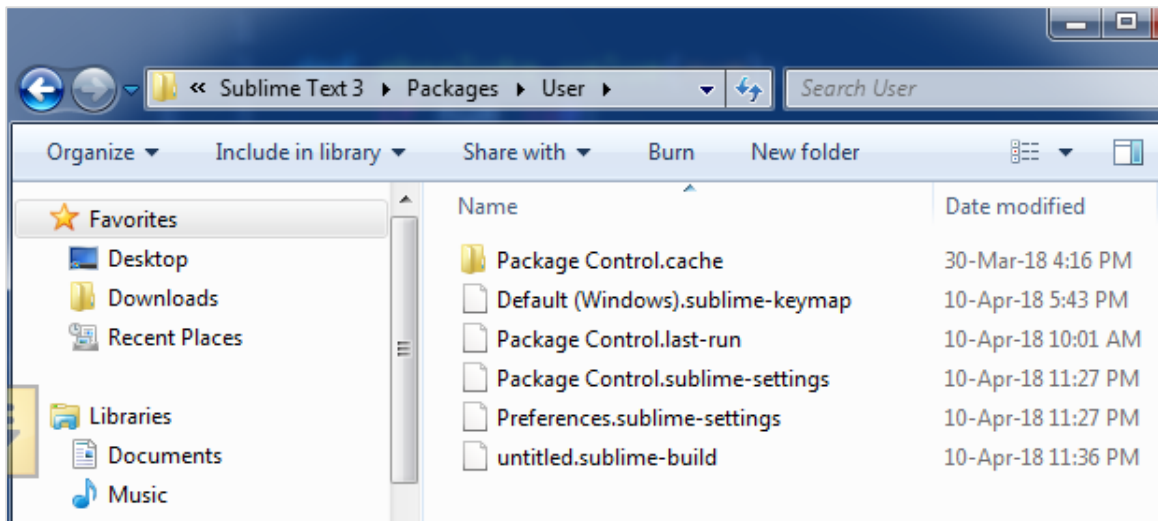 « Sublime Text 3 Packages User Search User
Organize Include in library Share with Burn New folder
Favorites
Desktop
Downloads
Recent Places
Libraries
Documents
Music
Name Date modified
Package Control.cache 30-Mar-18 4:16 PM
Default (Windows).sublime-keymap 10-Apr-18 5:43 PM
Package Control.last-run 10-Apr-18 10:01 AM
Package Control.sublime-settings 10-Apr-18 11:27 PM
Preferences.sublime-settings 10-Apr-18 11:27 PM
untitled.sublime-build 10-Apr-18 11:36 PM